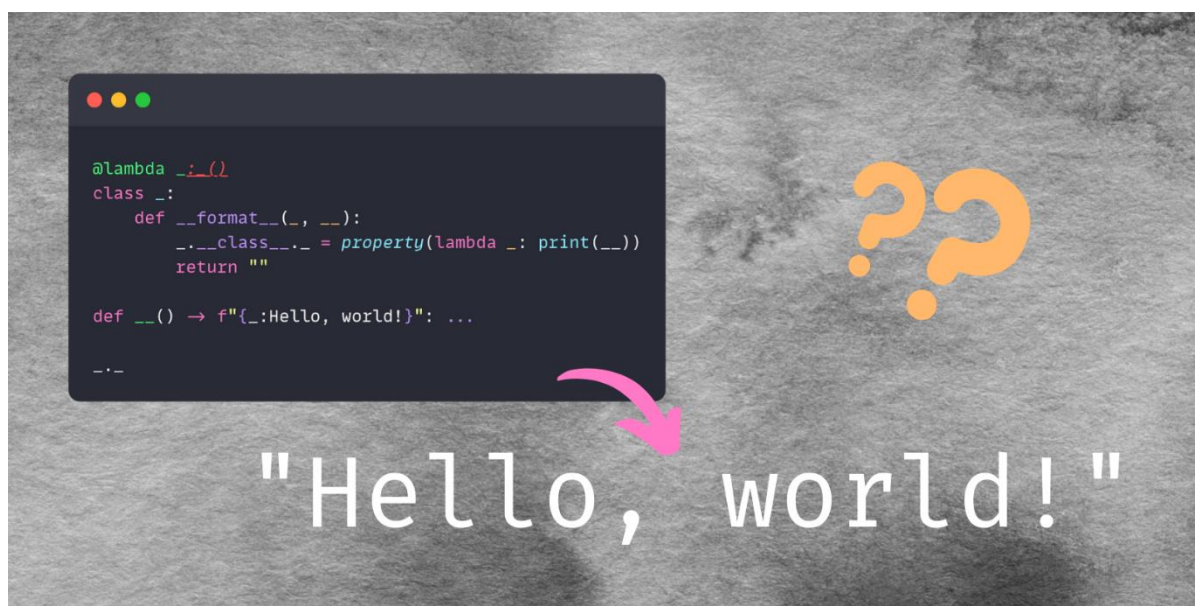 @lambda _:_()
class _:
    def __format__(_, __):
        _.__class__._ = property(lambda _: print(__))
        return ""
def __() → f"{_:Hello, world!}": ...
_._
??
"Hello, world!"